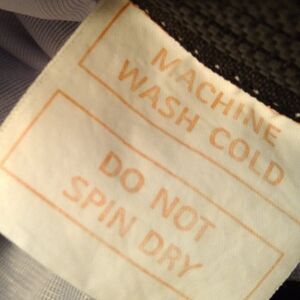 MACHINE
WASH COLD
DO NOT
SPIN DRY